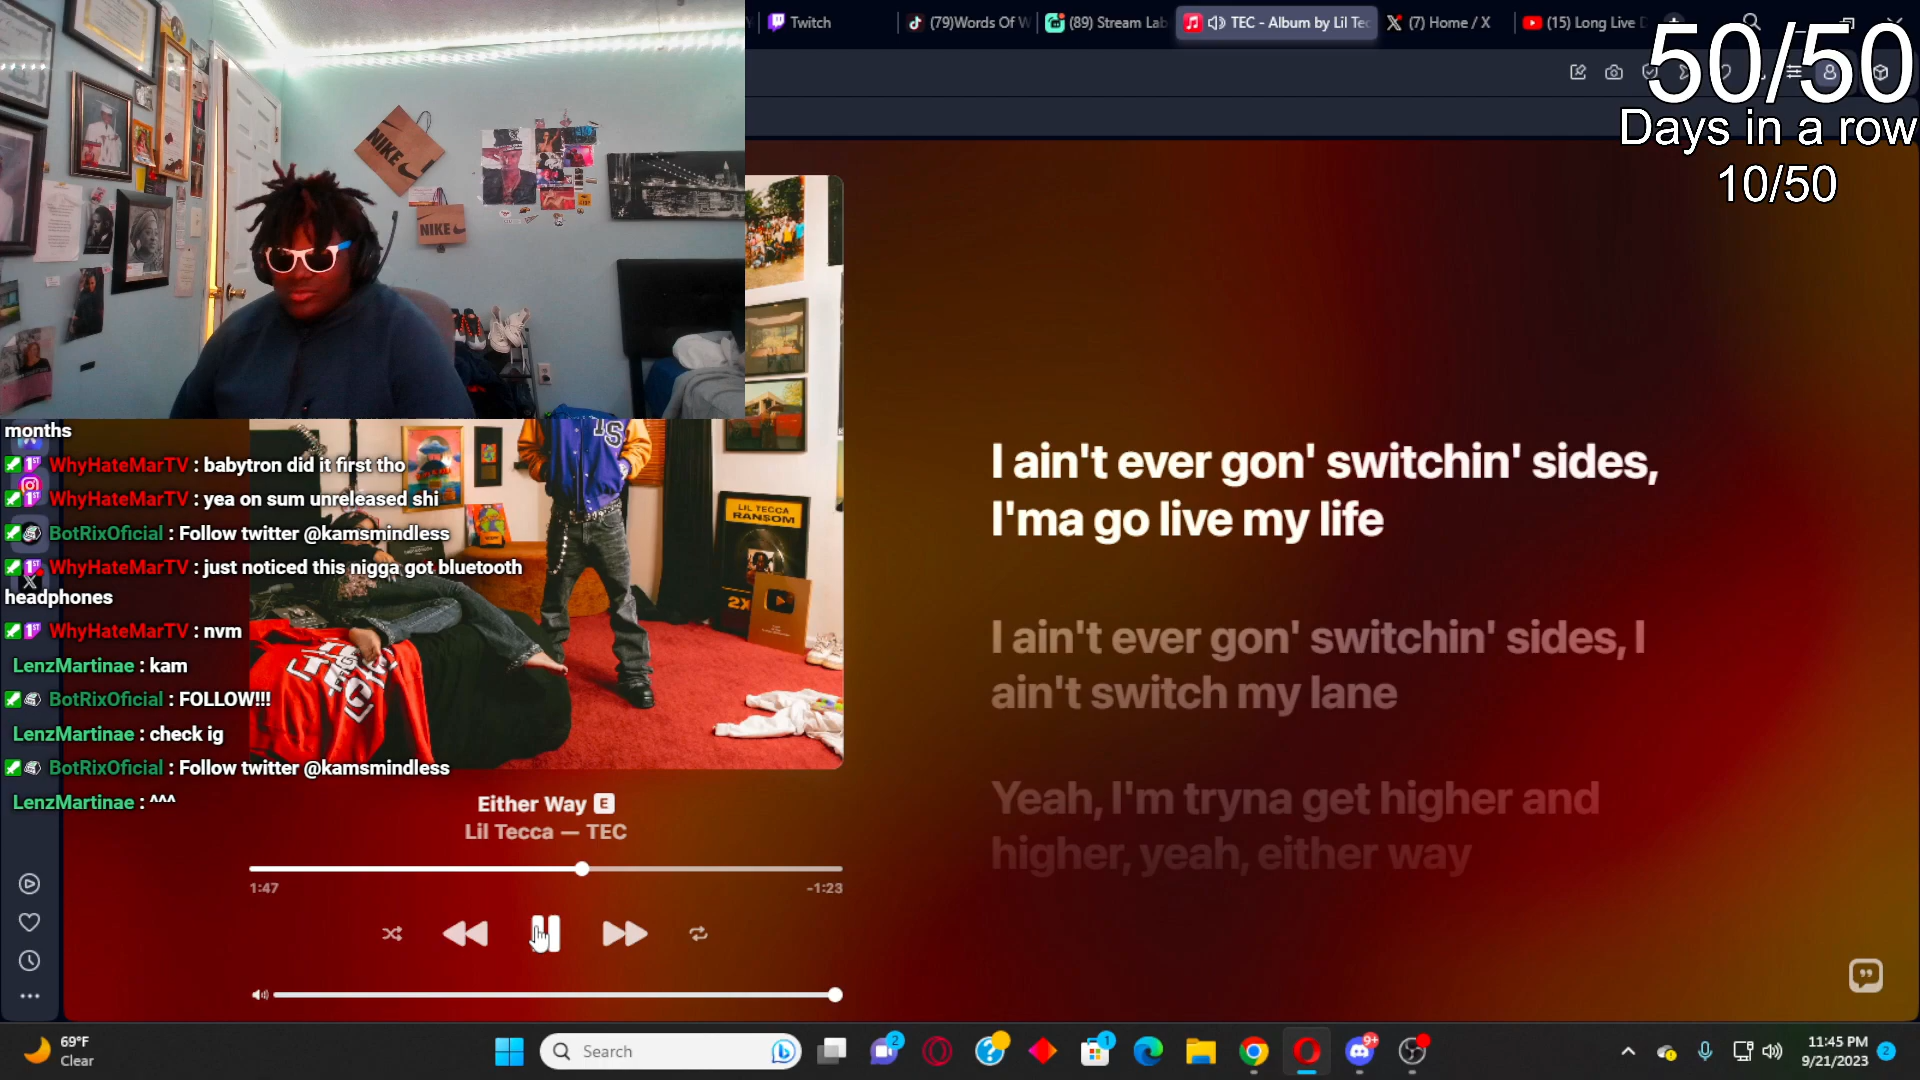 Twitch
(79)Words Of W
(89) Stream Lab
TEC - Album by Lil Tec
(7) Home / X
(15) Long Live
50/50
Days in a row
10/50
NIKE
NIKE
months
WhyHateMarTV : babytron did it first tho
WhyHateMarTV : yea on sum unreleased shi
BotRixOficial : Follow twitter @kamsmindless
WhyHateMarTV : just noticed this nigga got bluetooth
headphones
WhyHateMarTV : nvm
LenzMartinae : kam
BotRixOficial : FOLLOW!!!
LenzMartinae : check ig
BotRixOficial : Follow twitter @kamsmindless
LenzMartinae : ^^^
LIL TECCA
RANSOM
2X
Either Way E
Lil Tecca — TEC
1:47
-1:23
I ain't ever gon' switchin' sides,
I'ma go live my life
I ain't ever gon' switchin' sides, I
ain't switch my lane
Yeah, I'm tryna get higher and
higher, yeah, either way
69°F
Clear
Search
2
1
9+
11:45 PM
9/21/2023
2